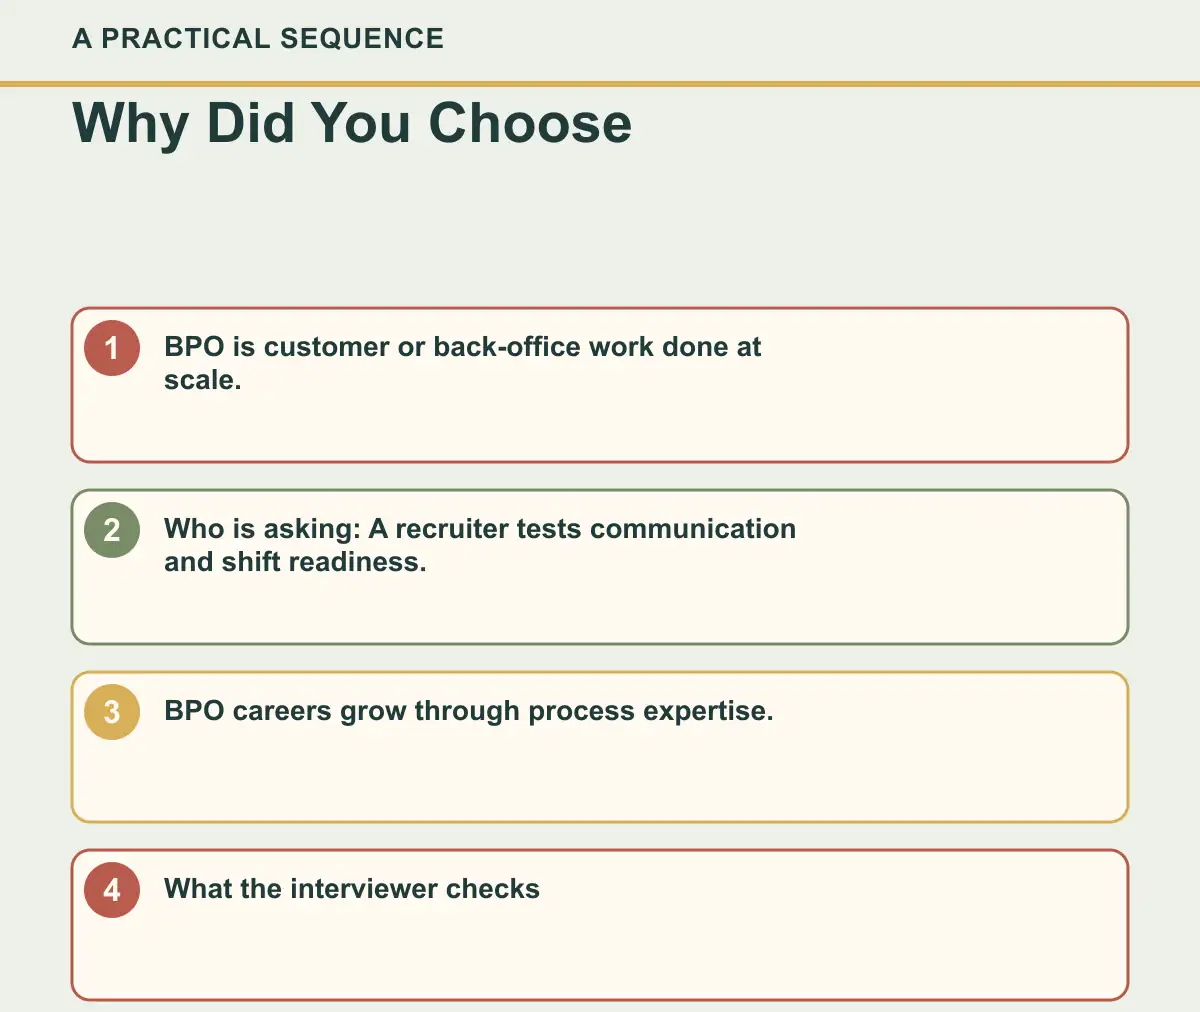 A PRACTICAL SEQUENCE
Why Did You Choose
1
BPO is customer or back-office work done at
scale.
2
Who is asking: A recruiter tests communication
and shift readiness.
3
BPO careers grow through process expertise.
4
What the interviewer checks